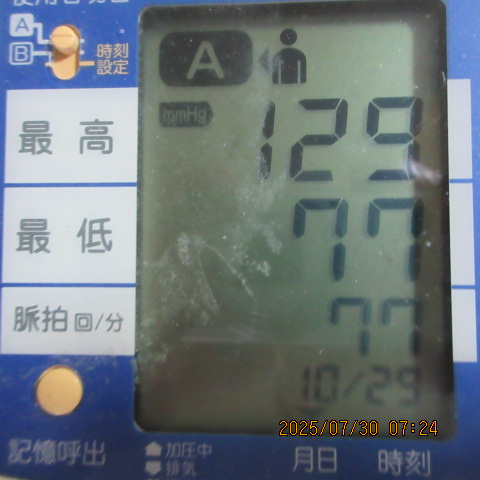 A
B
時刻
設定
A
mmHg
最高 129
最低 77
脈拍 回/分 77
10/29
2025/07/30 07:24
記憶呼出
加圧中
排気
月日 時刻